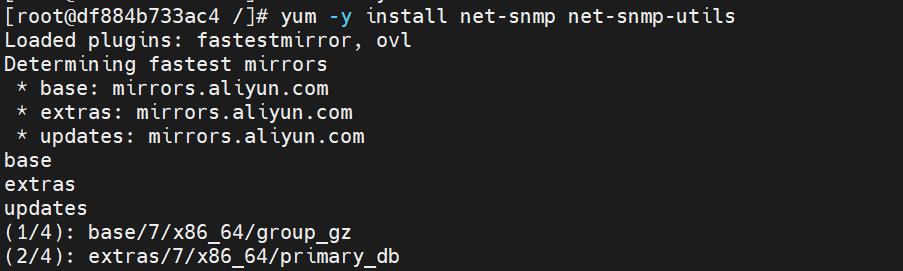 [root@df884b733ac4 /]# yum -y install net-snmp net-snmp-utils
Loaded plugins: fastestmirror, ovl
Determining fastest mirrors
 * base: mirrors.aliyun.com
 * extras: mirrors.aliyun.com
 * updates: mirrors.aliyun.com
base
extras
updates
(1/4): base/7/x86_64/group_gz
(2/4): extras/7/x86_64/primary_db